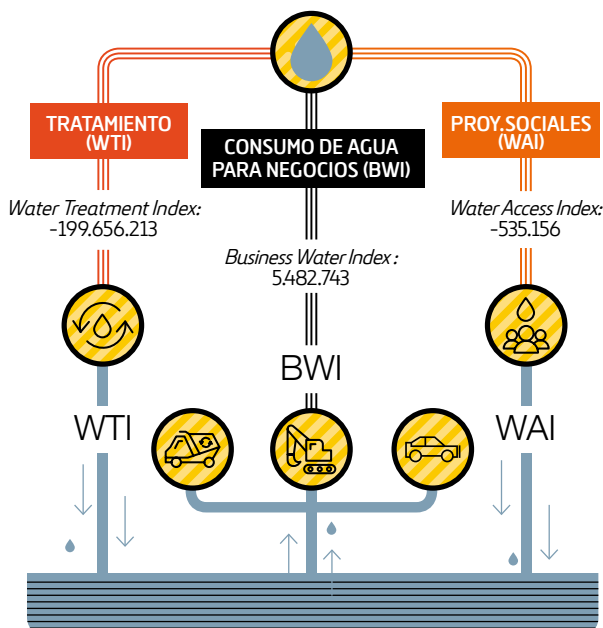 TRATAMIENTO
(WTI)
CONSUMO DE AGUA
PARA NEGOCIOS (BWI)
PROY.SOCIALES
(WAI)
Water Treatment Index:
-199.656.213
Business Water Index :
5.482.743
Water Access Index:
-535.156
WTI
BWI
WAI